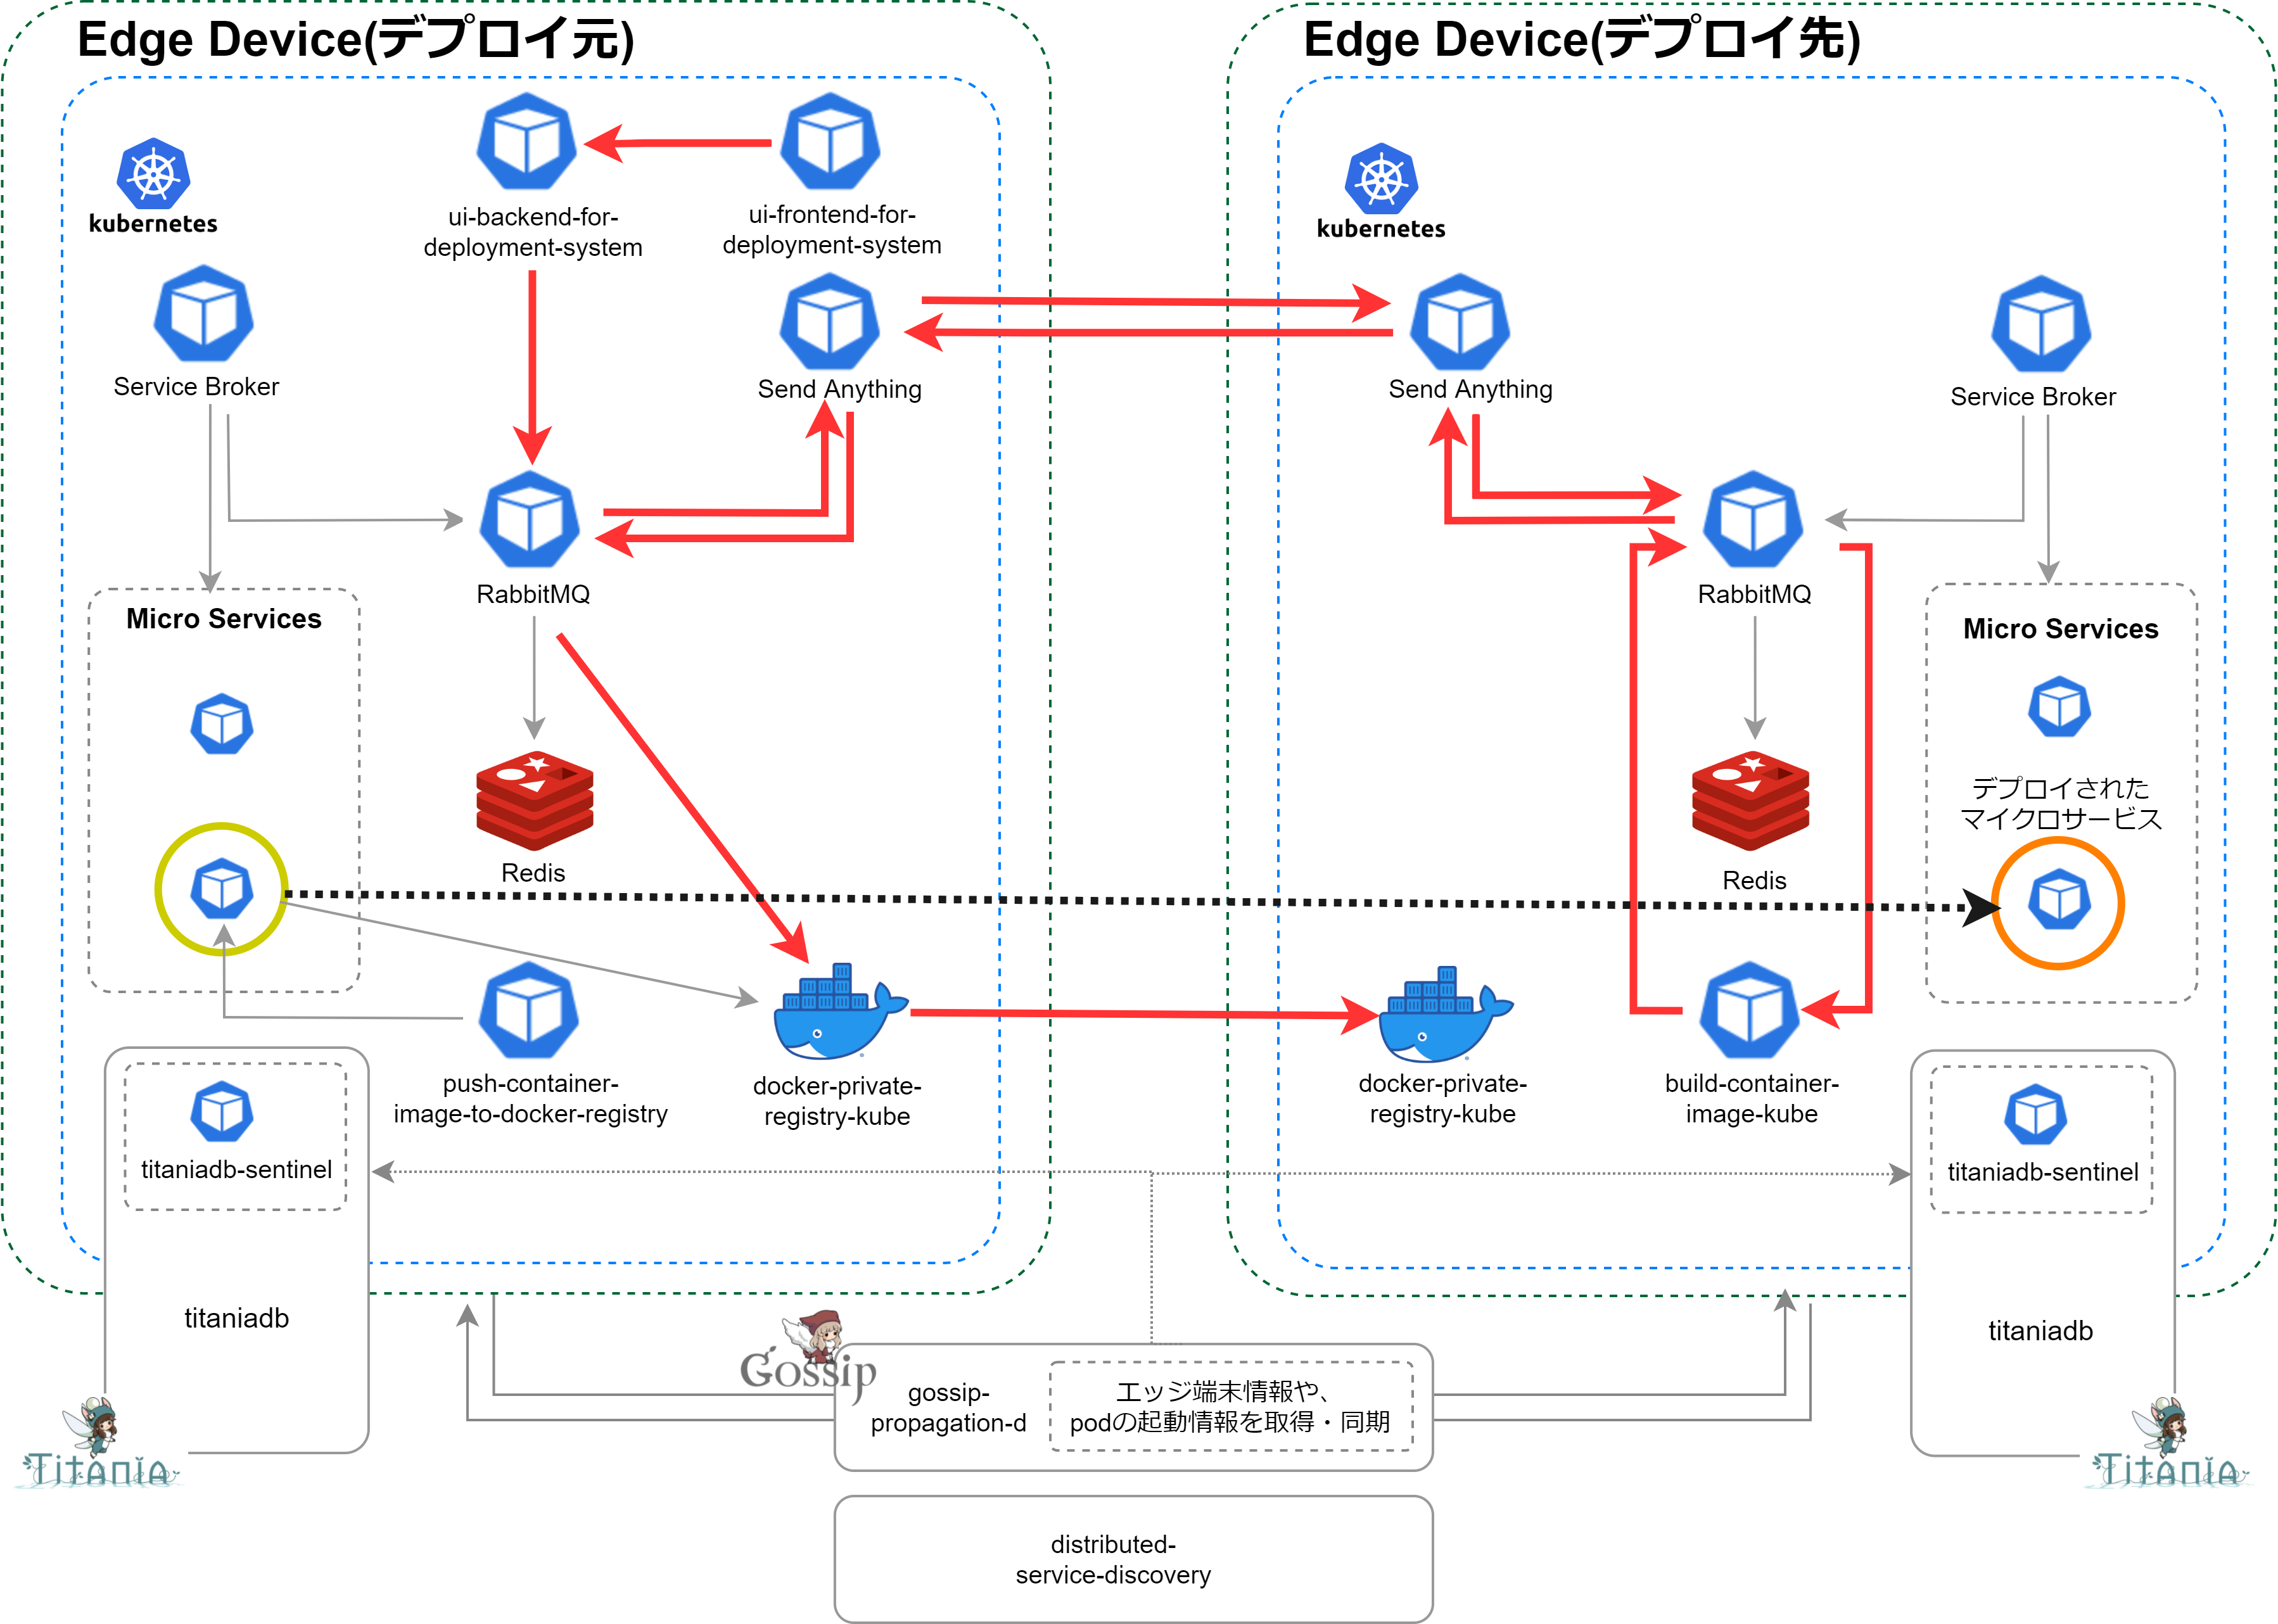 Edge Device(デプロイ元)
kubernetes
ui-backend-for-
deployment-system
ui-frontend-for-
deployment-system
Service Broker
Send Anything
RabbitMQ
Micro Services
Redis
push-container-
image-to-docker-registry
docker-private-
registry-kube
titaniadb-sentinel
titaniadb
Titania
Edge Device(デプロイ先)
kubernetes
Send Anything
Service Broker
RabbitMQ
Micro Services
デプロイされた
マイクロサービス
Redis
docker-private-
registry-kube
build-container-
image-kube
titaniadb-sentinel
titaniadb
Titania
Gossip
gossip-
propagation-d
エッジ端末情報や、
podの起動情報を取得・同期
distributed-
service-discovery